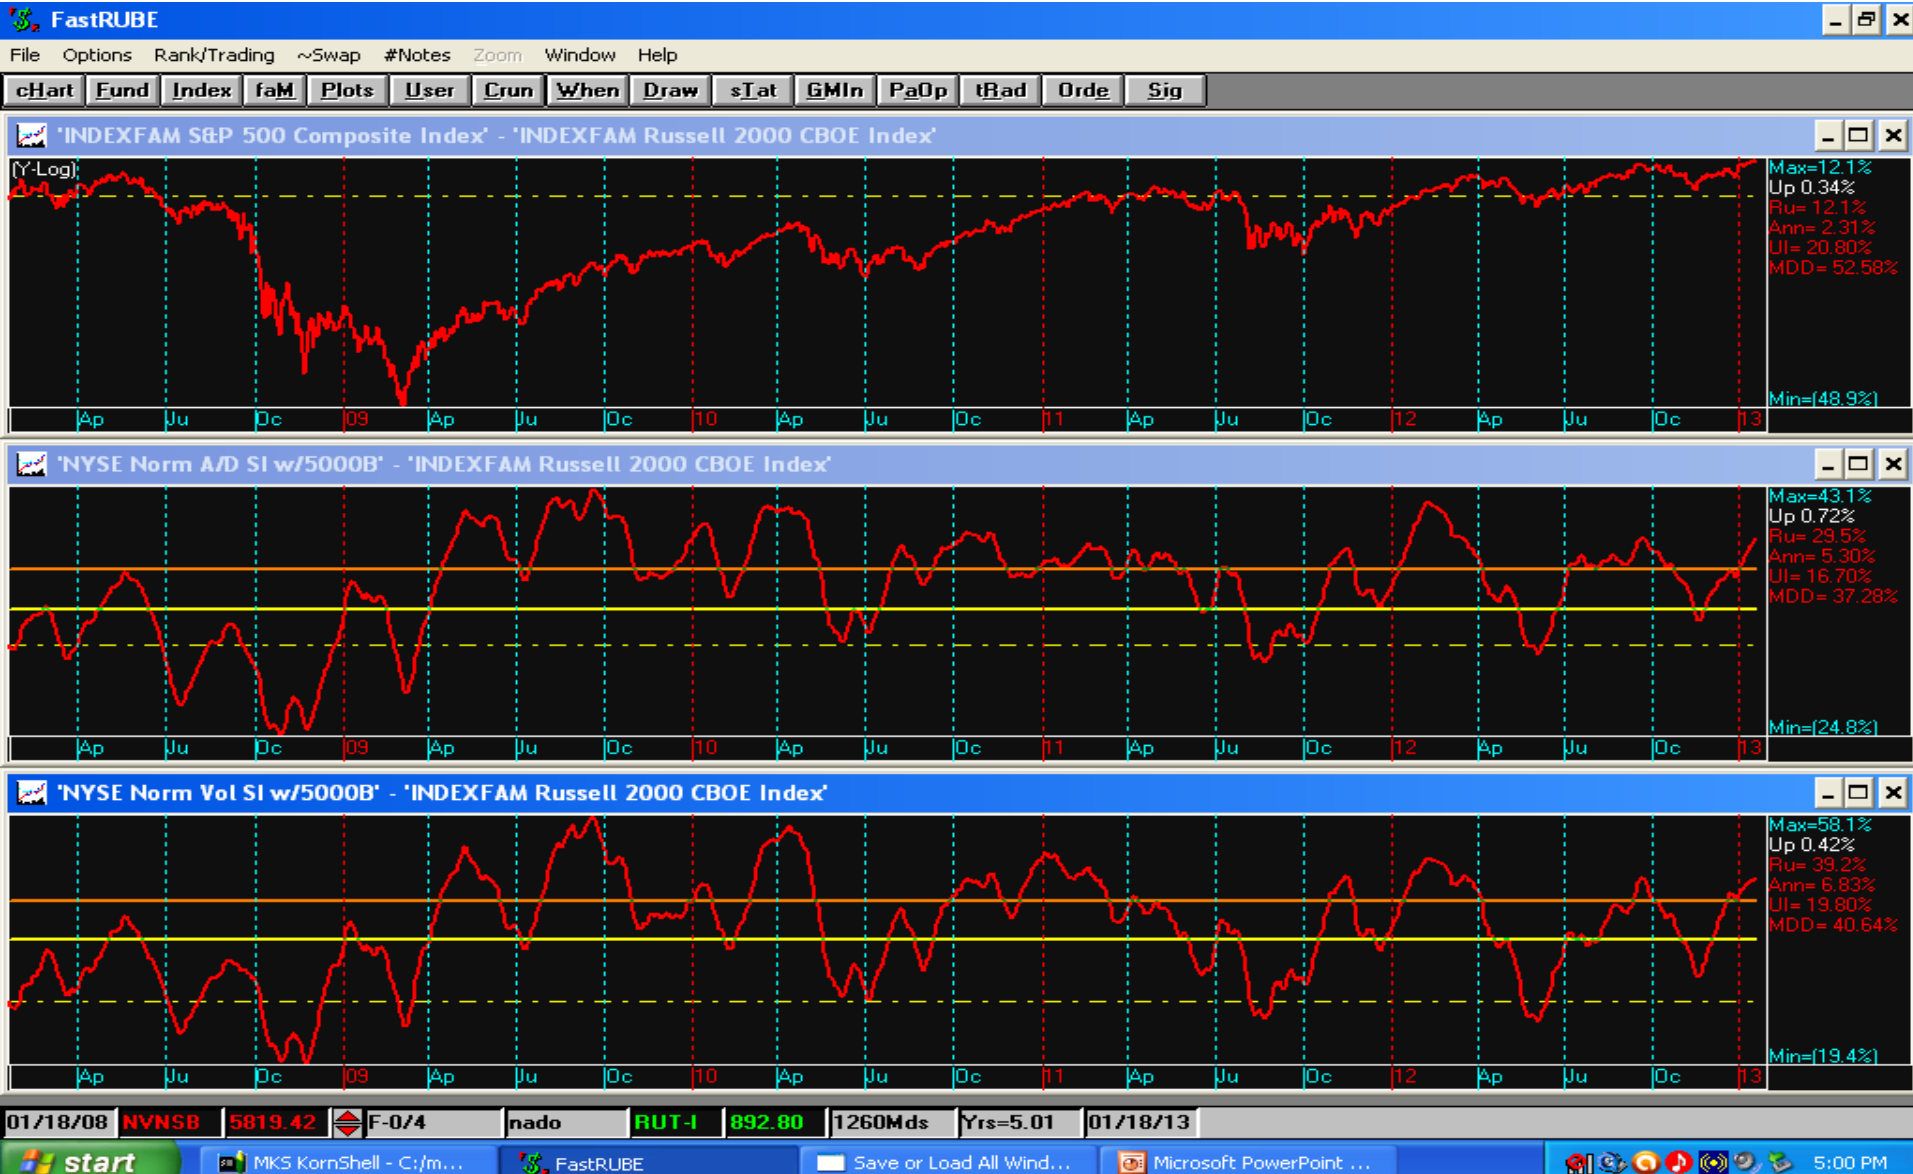 FastRUBE
File Options Rank/Trading ~Swap #Notes Zoom Window Help
cHart Fund Index faM Plots User Crun When Draw sTat GMIn PaOp tRad Orde Sig
'INDEXFAM S&P 500 Composite Index' - 'INDEXFAM Russell 2000 CBOE Index'
(Y-Log)
Max=12.1%
Up 0.34%
Ru= 12.1%
Ann= 2.31%
UI= 20.80%
MDD= 52.58%
Min=(48.9%)
Ap Ju Oc 09 Ap Ju Oc 10 Ap Ju Oc 11 Ap Ju Oc 12 Ap Ju Oc 13
'NYSE Norm A/D SI w/5000B' - 'INDEXFAM Russell 2000 CBOE Index'
Max=43.1%
Up 0.72%
Ru= 29.5%
Ann= 5.30%
UI= 16.70%
MDD= 37.28%
Min=(24.8%)
Ap Ju Oc 09 Ap Ju Oc 10 Ap Ju Oc 11 Ap Ju Oc 12 Ap Ju Oc 13
'NYSE Norm Vol SI w/5000B' - 'INDEXFAM Russell 2000 CBOE Index'
Max=58.1%
Up 0.42%
Ru= 39.2%
Ann= 6.83%
UI= 19.80%
MDD= 40.64%
Min=(19.4%)
Ap Ju Oc 09 Ap Ju Oc 10 Ap Ju Oc 11 Ap Ju Oc 12 Ap Ju Oc 13
01/18/08 NVNSB 5819.42 F-0/4 nado RUT-I 892.80 1260Mds Yrs=5.01 01/18/13
start MKS KornShell - C:/m... FastRUBE Save or Load All Wind... Microsoft PowerPoint ... 5:00 PM